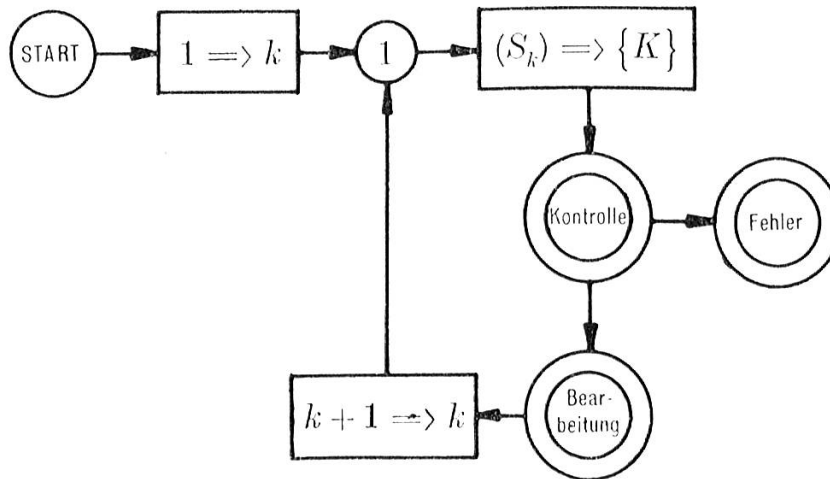 START
1 => k
1
(S_k) => {K}
Kontrolle
Fehler
Bear-
beitung
k + 1 => k